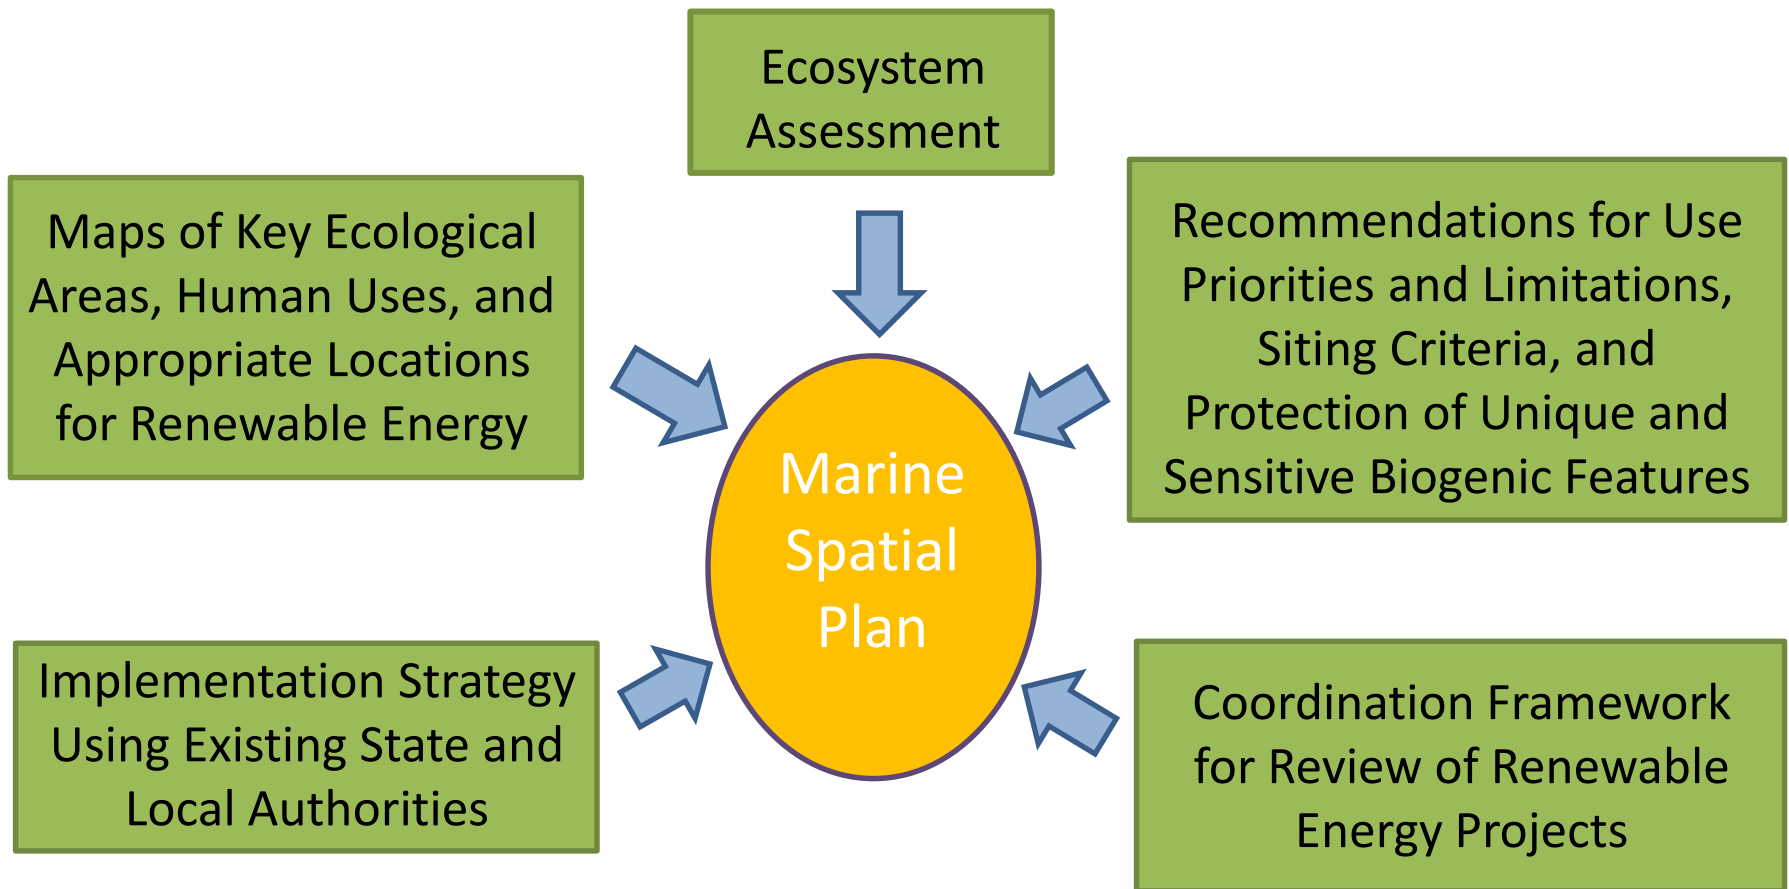 Ecosystem
Assessment
Maps of Key Ecological
Areas, Human Uses, and
Appropriate Locations
for Renewable Energy
Recommendations for Use
Priorities and Limitations,
Siting Criteria, and
Protection of Unique and
Sensitive Biogenic Features
Marine
Spatial
Plan
Implementation Strategy
Using Existing State and
Local Authorities
Coordination Framework
for Review of Renewable
Energy Projects